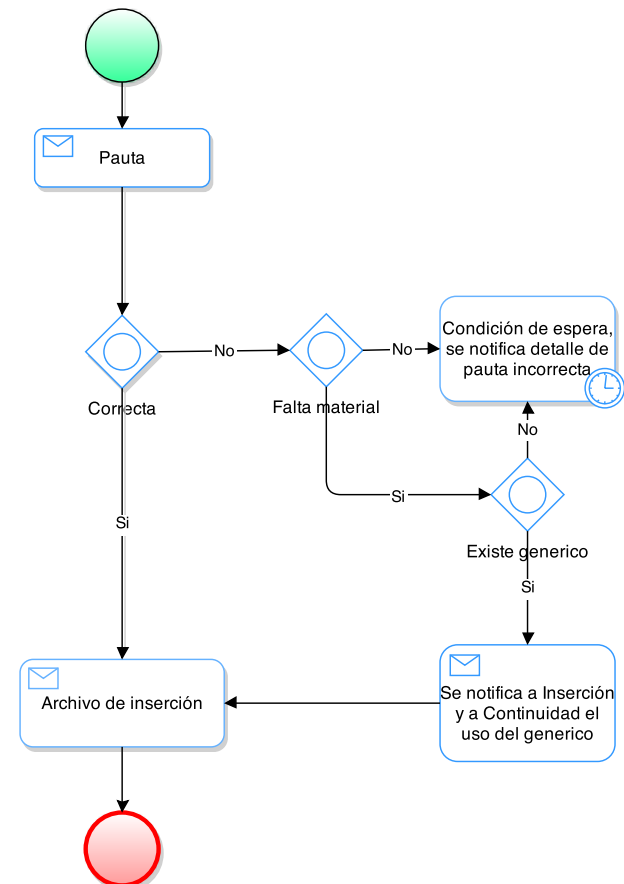 Pauta
No
No
Correcta
Falta material
Condición de espera,
se notifica detalle de
pauta incorrecta
No
Si
Si
Existe generico
Si
Archivo de inserción
Se notifica a Inserción
y a Continuidad el
uso del generico